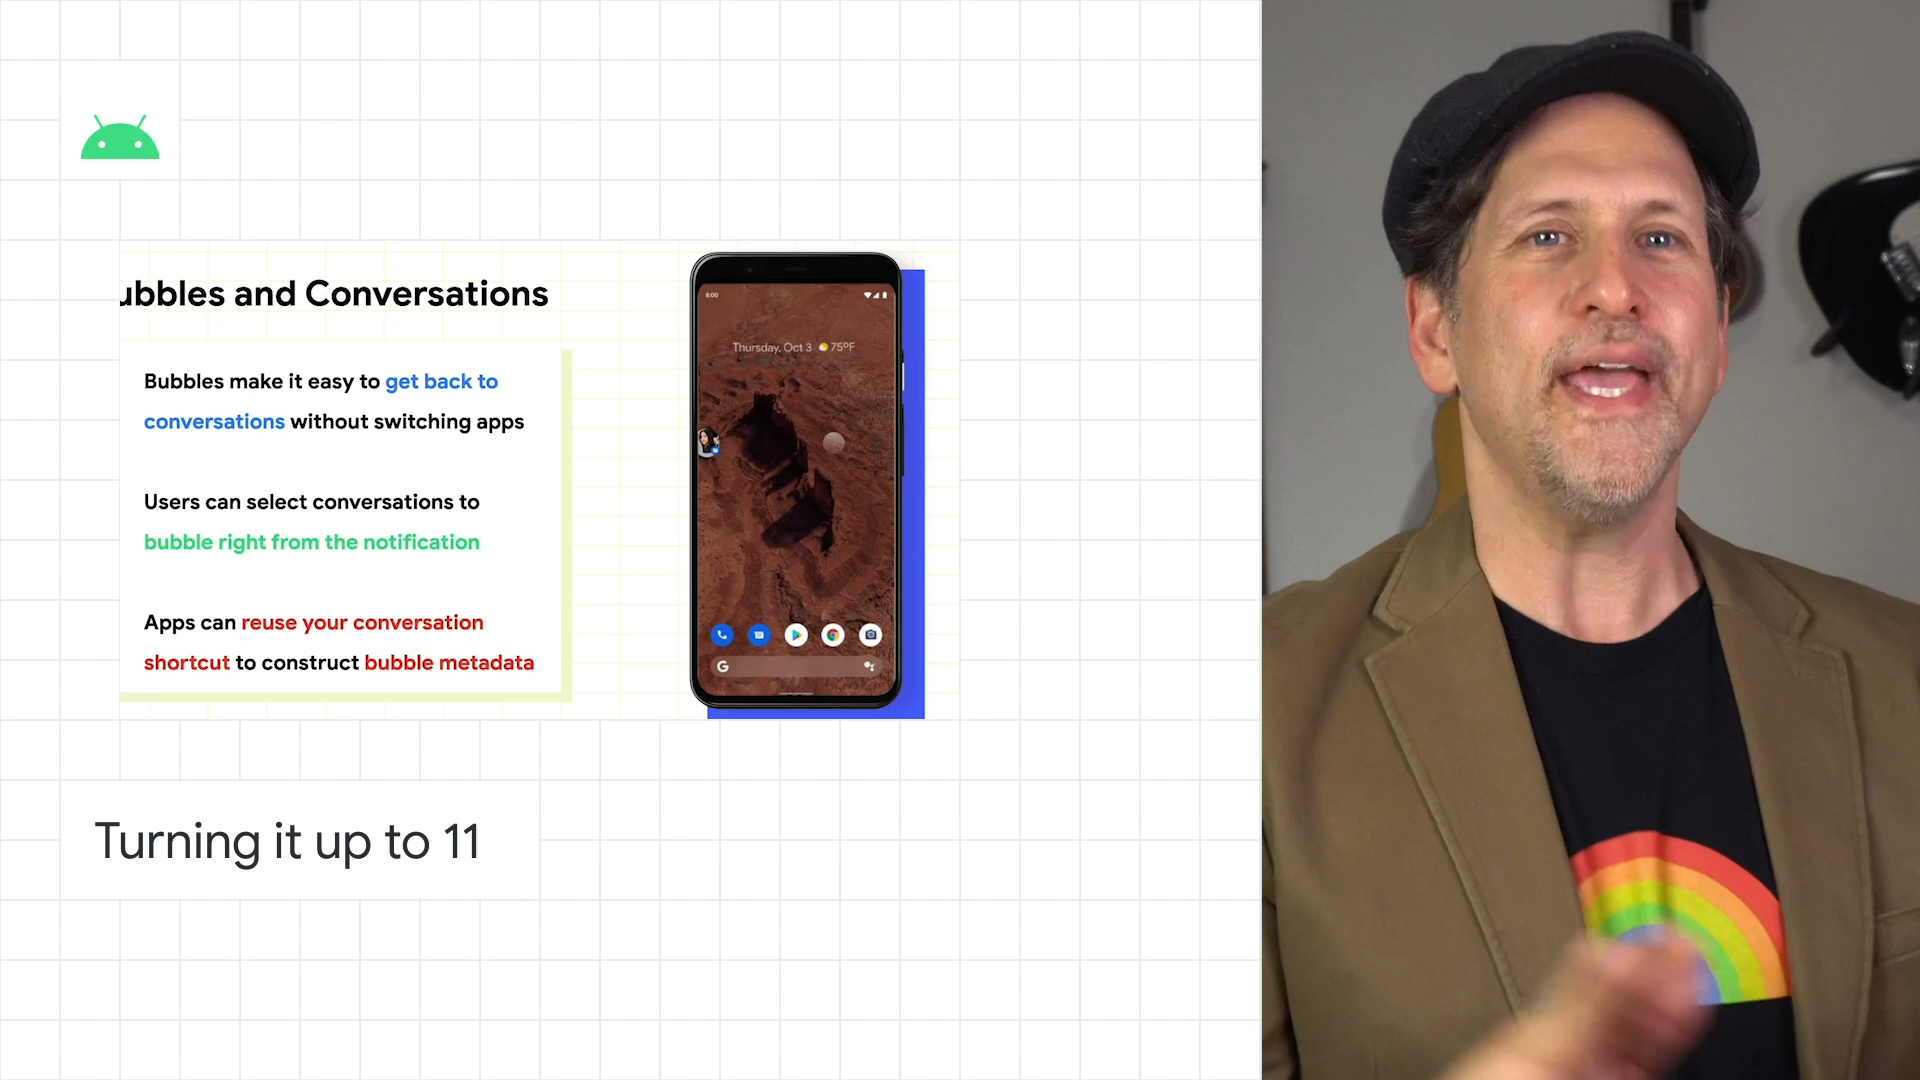 ubbles and Conversations
Bubbles make it easy to get back to
conversations without switching apps
Users can select conversations to
bubble right from the notification
Apps can reuse your conversation
shortcut to construct bubble metadata
8:00
Thursday, Oct 3 75°F
G
Turning it up to 11